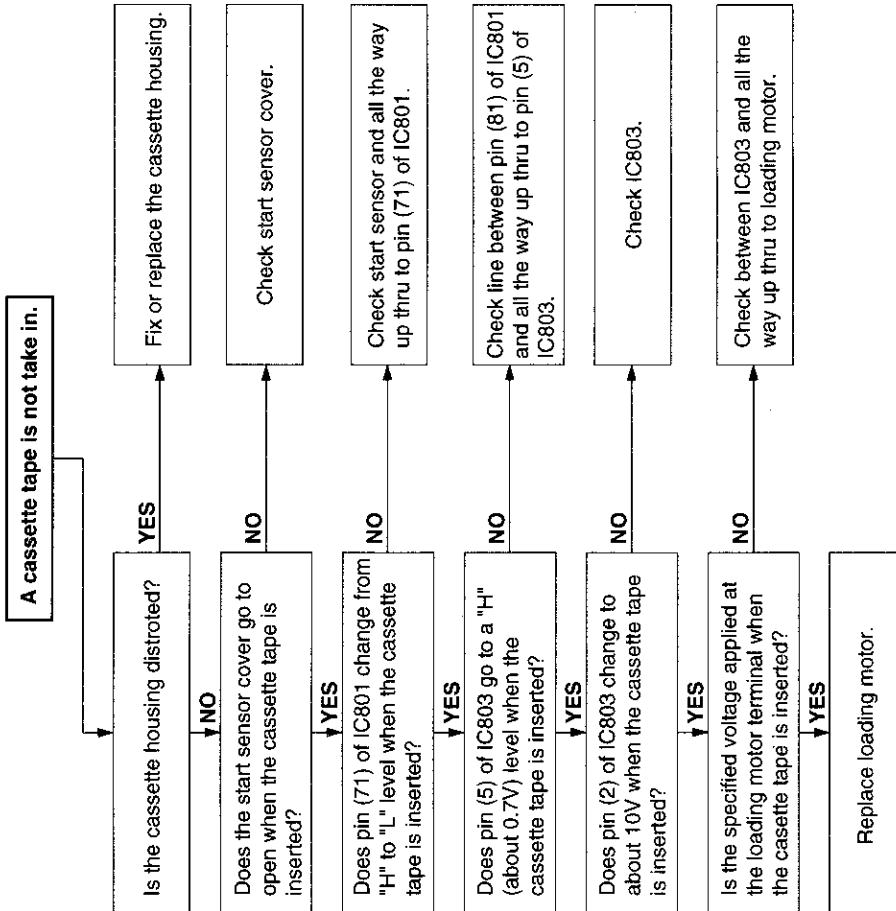 A cassette tape is not take in.
Is the cassette housing distroted?
YES
Fix or replace the cassette housing.
NO
Does the start sensor cover go to
open when the cassette tape is
inserted?
NO
Check start sensor cover.
YES
Does pin (71) of IC801 change from
"H" to "L" level when the cassette
tape is inserted?
NO
Check start sensor and all the way
up thru to pin (71) of IC801.
YES
Does pin (5) of IC803 go to a "H"
(about 0.7V) level when the
cassette tape is inserted?
NO
Check line between pin (81) of IC801
and all the way up thru to pin (5) of
IC803.
YES
Does pin (2) of IC803 change to
about 10V when the cassette tape
is inserted?
NO
Check IC803.
YES
Is the specified voltage applied at
the loading motor terminal when
the casette tape is inserted?
NO
Check between IC803 and all the
way up thru to loading motor.
YES
Replace loading motor.